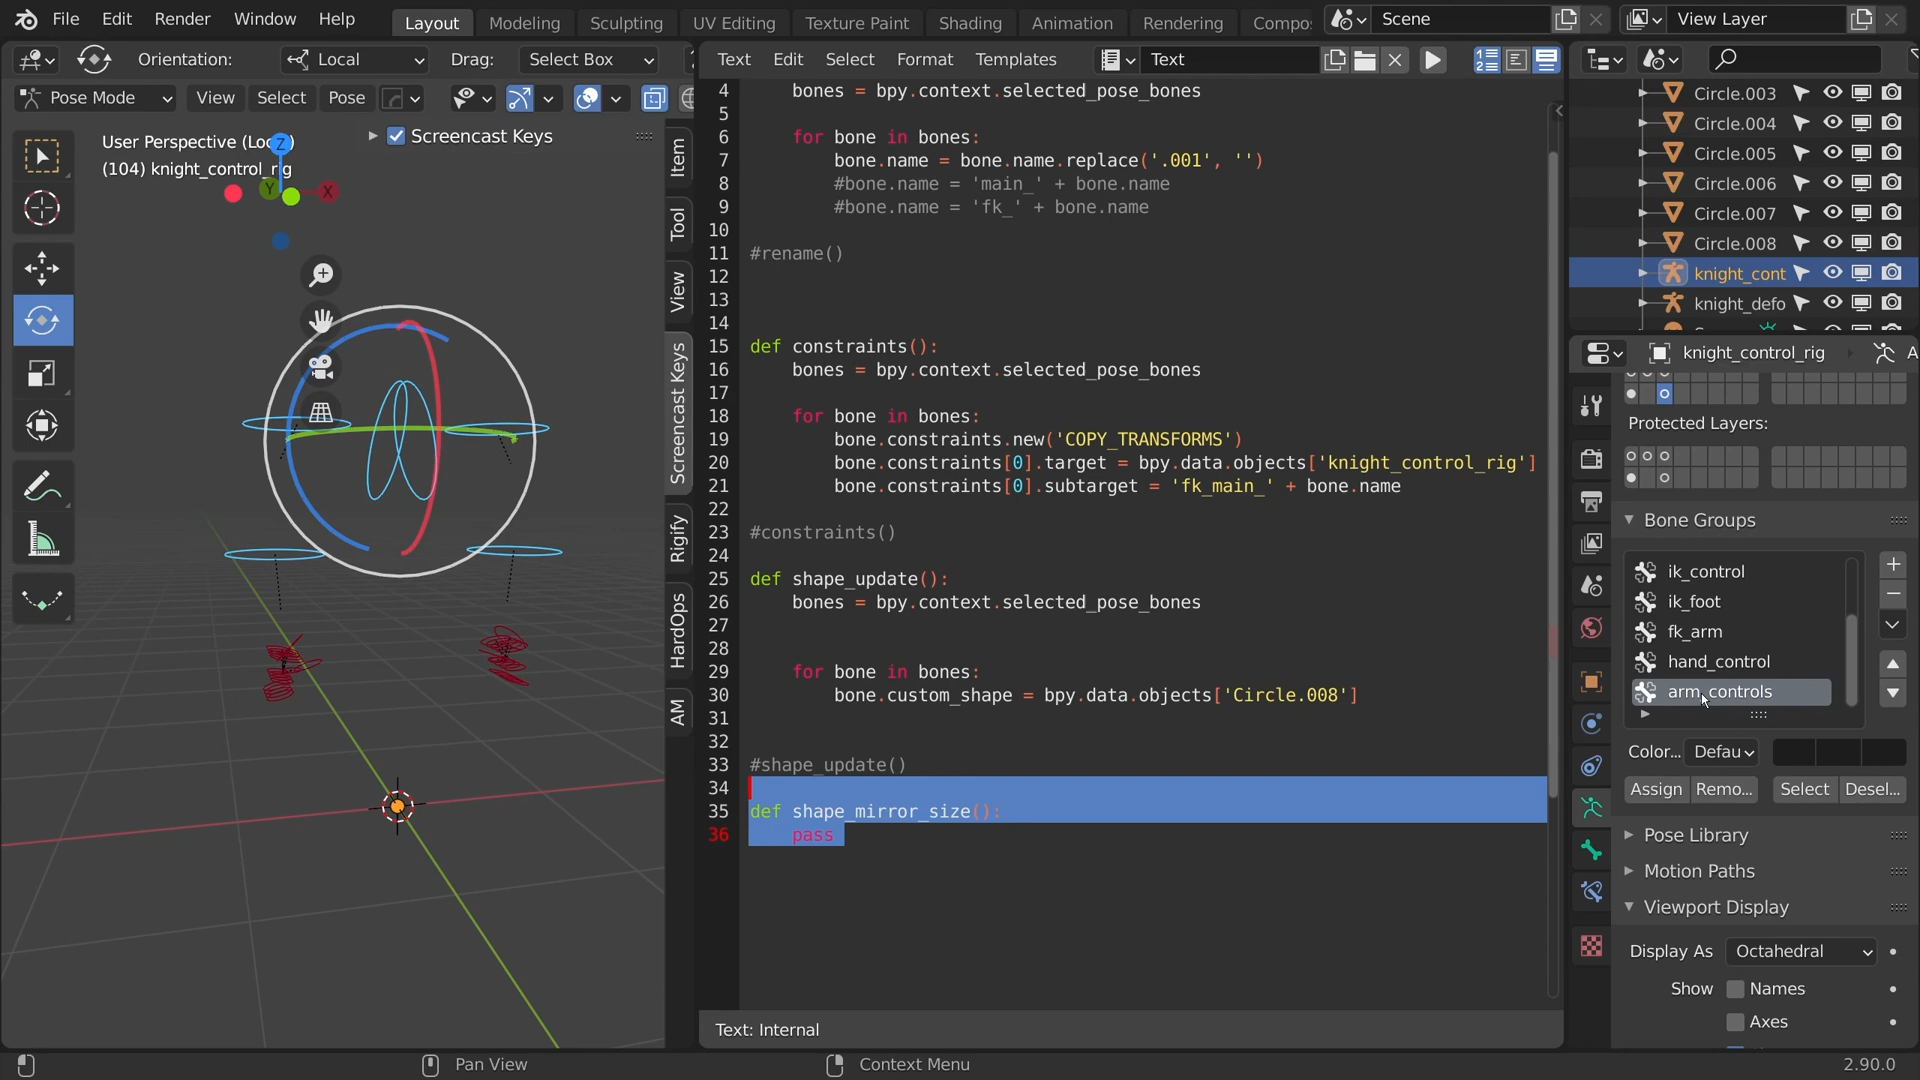 File Edit Render Window Help
Layout Modeling Sculpting UV Editing Texture Paint Shading Animation Rendering Compo:
Scene
View Layer
Orientation: Local Drag: Select Box
Pose Mode View Select Pose
User Perspective (Loc )
(104) knight_control_rig
Screencast Keys
Z
Y
X
Item
Tool
View
Screencast Keys
Rigify
HardOps
AM
Text Edit Select Format Templates
Text
4 bones = bpy.context.selected_pose_bones
5
6 for bone in bones:
7 bone.name = bone.name.replace('.001', '')
8 #bone.name = 'main_' + bone.name
9 #bone.name = 'fk_' + bone.name
10
11 #rename()
12
13
14
15 def constraints():
16 bones = bpy.context.selected_pose_bones
17
18 for bone in bones:
19 bone.constraints.new('COPY_TRANSFORMS')
20 bone.constraints[0].target = bpy.data.objects['knight_control_rig']
21 bone.constraints[0].subtarget = 'fk_main_' + bone.name
22
23 #constraints()
24
25 def shape_update():
26 bones = bpy.context.selected_pose_bones
27
28
29 for bone in bones:
30 bone.custom_shape = bpy.data.objects['Circle.008']
31
32
33 #shape_update()
34
35 def shape_mirror_size():
36 pass
Text: Internal
Circle.003
Circle.004
Circle.005
Circle.006
Circle.007
Circle.008
knight_cont
knight_defo
knight_control_rig A
Protected Layers:
Bone Groups
ik_control
ik_foot
fk_arm
hand_control
arm_controls
Color... Defau
Assign Remo... Select Desel...
Pose Library
Motion Paths
Viewport Display
Display As Octahedral
Show Names
Axes
Pan View
Context Menu
2.90.0